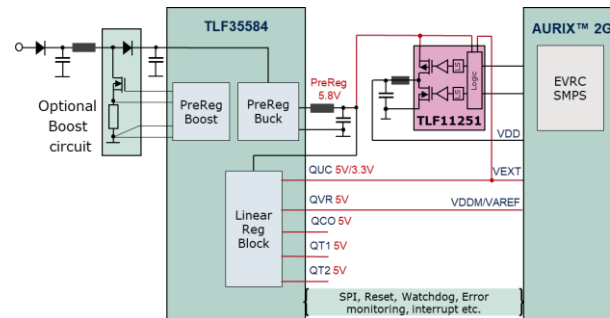 TLF35584
AURIX™ 2G
Optional
Boost
circuit
PreReg
Boost
PreReg
Buck
PreReg
5.8V
LS
LS
Logic
TLF11251
EVRC
SMPS
VDD
QUC 5V/3.3V
VEXT
QVR 5V
VDDM/VAREF
QCO 5V
QT1 5V
QT2 5V
Linear
Reg
Block
SPI, Reset, Watchdog, Error
monitoring, interrupt etc.